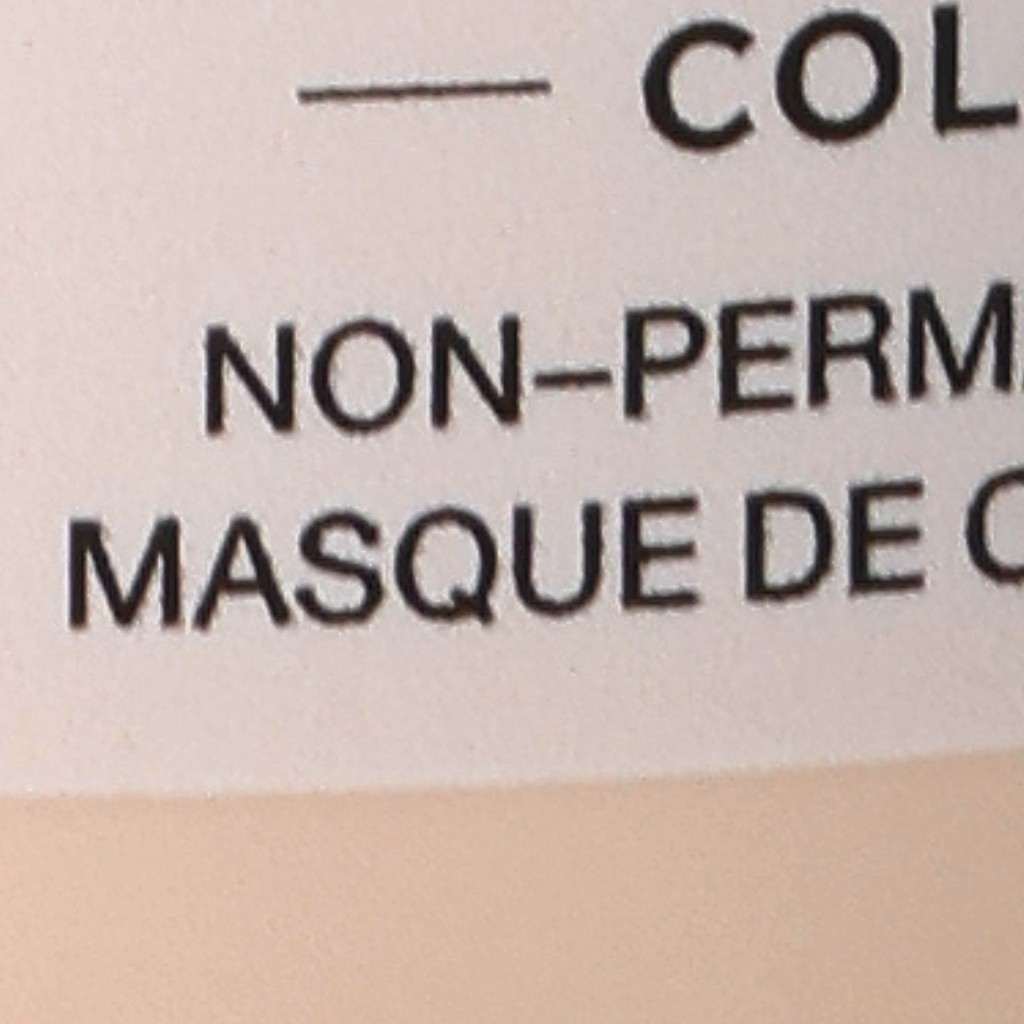 — COL
NON-PERM
MASQUE DE C